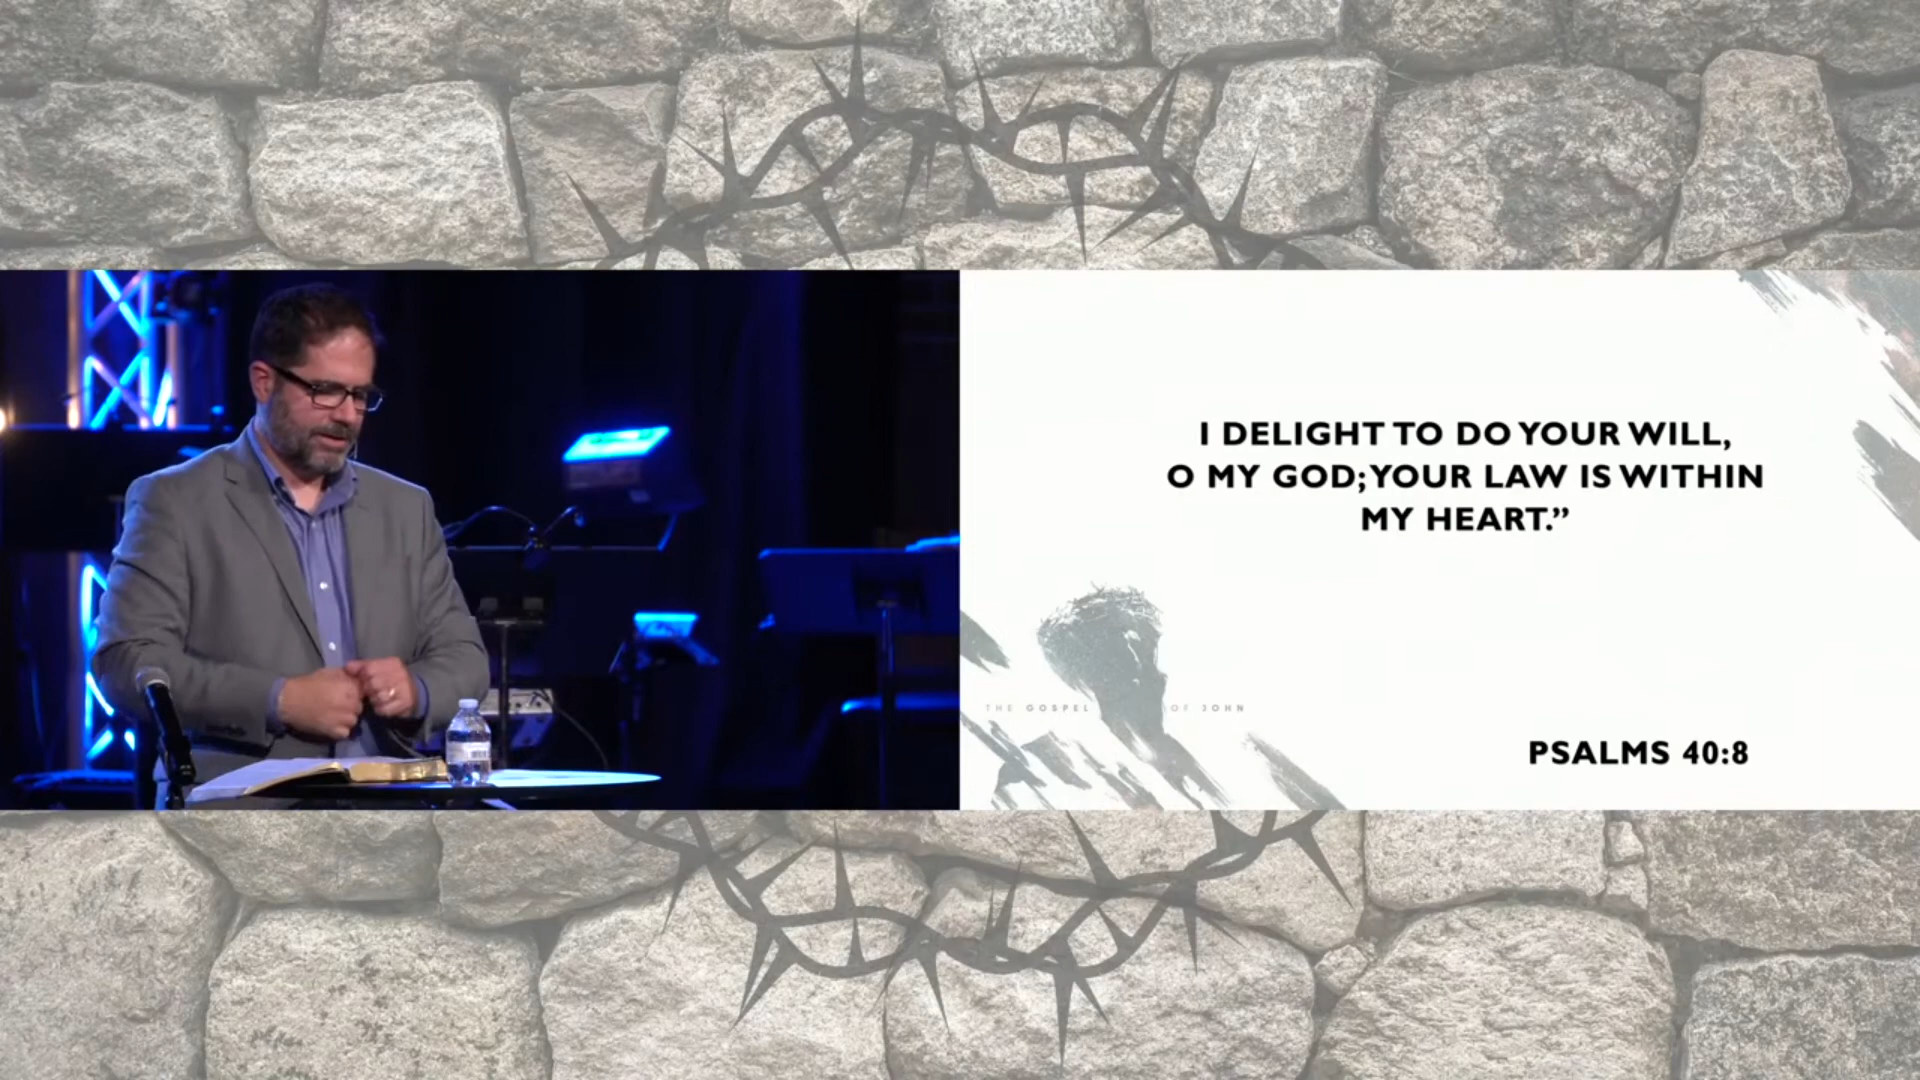 I DELIGHT TO DO YOUR WILL,
O MY GOD;YOUR LAW IS WITHIN
MY HEART.”
THE GOSPEL OF JOHN
PSALMS 40:8